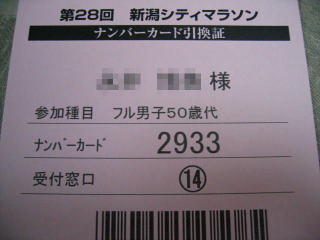 第28回 新潟シティマラソン
ナンバーカード引換証
様
参加種目 フル男子50歳代
ﾅﾝﾊﾞｰｶｰﾄﾞ 2933
受付窓口 ⑭